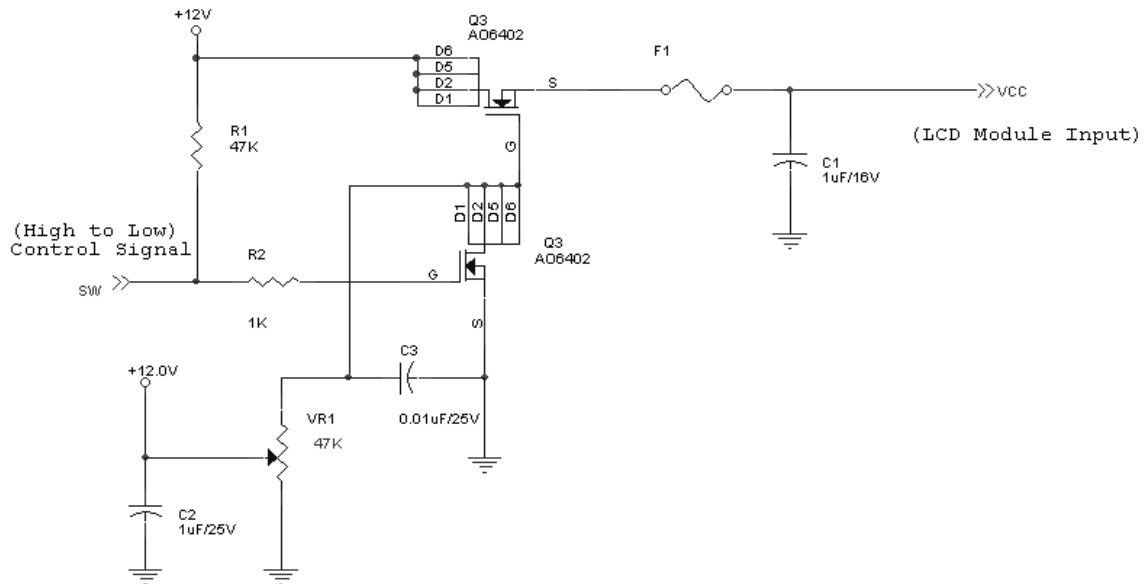 +12V
Q3
AO6402
D6
D5
D2
D1
S
F1
VCC
(LCD Module Input)
R1
47K
G
C1
1uF/16V
D1
D2
D5
D6
(High to Low)
Control Signal
Q3
AO6402
R2
G
SW
1K
S
C3
+12.0V
0.01uF/25V
VR1
47K
C2
1uF/25V